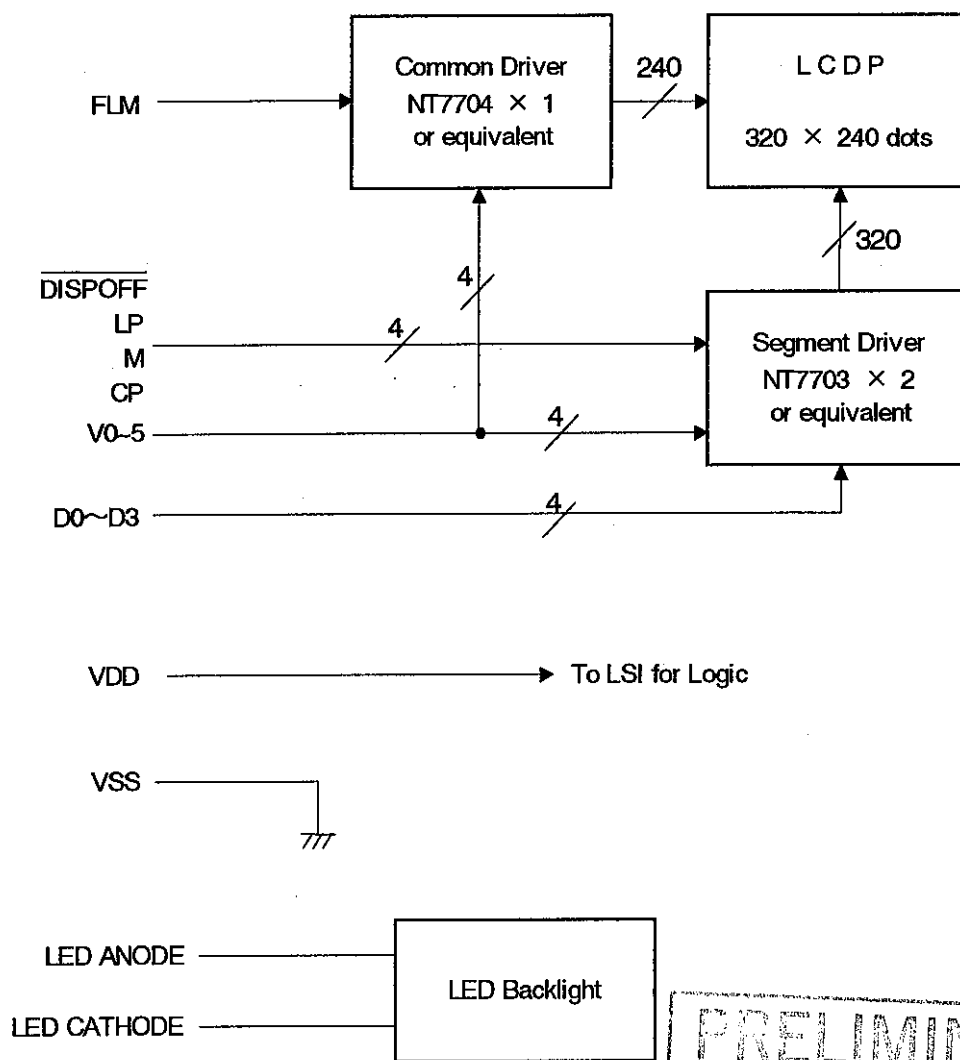 Common Driver
NT7704 × 1
or equivalent
240
L C D P
320 × 240 dots
FLM
320
DISPOFF
LP
M
CP
V0~5
4
4
4
Segment Driver
NT7703 × 2
or equivalent
D0～D3
4
VDD
To LSI for Logic
VSS
LED ANODE
LED CATHODE
LED Backlight
PRELIMIN